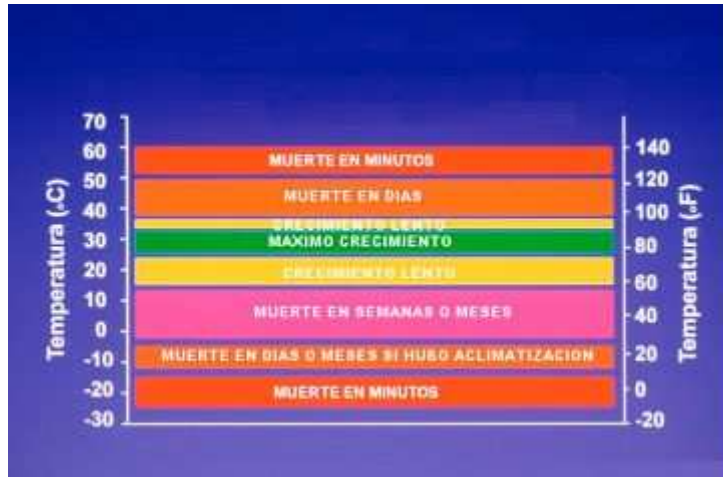 70
60
50
40
30
20
10
0
-10
-20
-30
Temperatura (.C)
MUERTE EN MINUTOS
MUERTE EN DIAS
CRECIMIENTO LENTO
MAXIMO CRECIMIENTO
CRECIMIENTO LENTO
MUERTE EN SEMANAS O MESES
MUERTE EN DIAS O MESES SI HUBO ACLIMATIZACION
MUERTE EN MINUTOS
140
120
100
80
60
40
20
0
-20
Temperatura (.F)